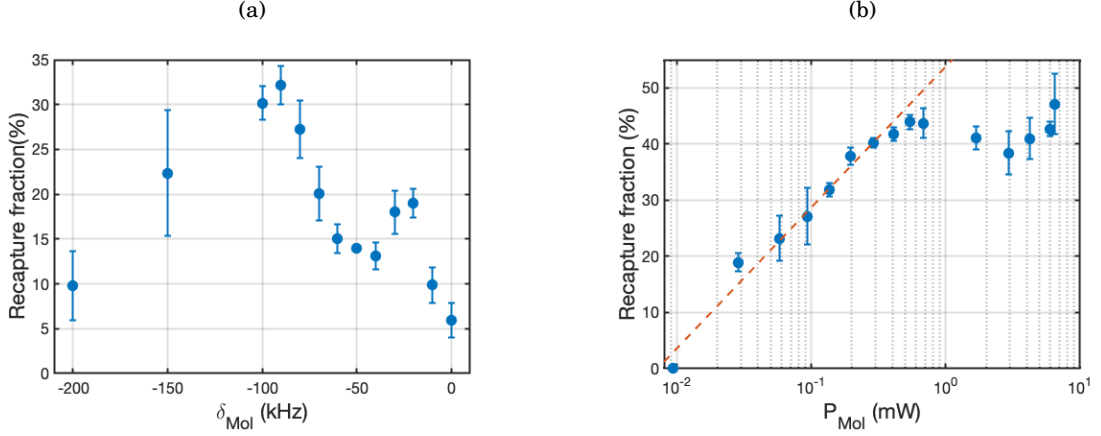 (a)
35
30
25
20
15
10
5
0
Recapture fraction(%)
-200 -150 -100 -50 0
δMol (kHz)
(b)
50
40
30
20
10
0
Recapture fraction (%)
10-2 10-1 100 101
PMol (mW)